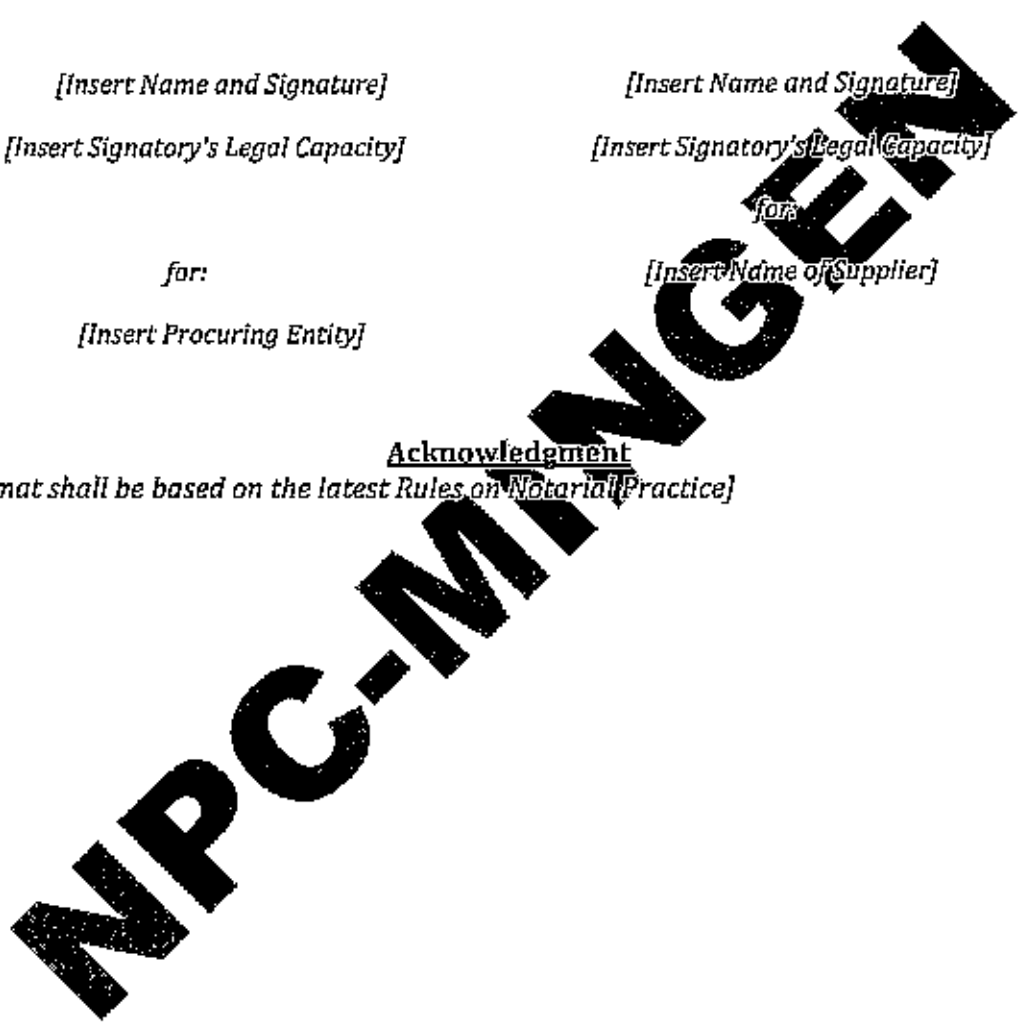 [Insert Name and Signature]
[Insert Signatory's Legal Capacity]
for:
[Insert Procuring Entity]
[Insert Name and Signature]
[Insert Signatory's Legal Capacity]
for:
[Insert Name of Supplier]
Acknowledgment
mat shall be based on the latest Rules on Notarial Practice]
NPC-MINGEN